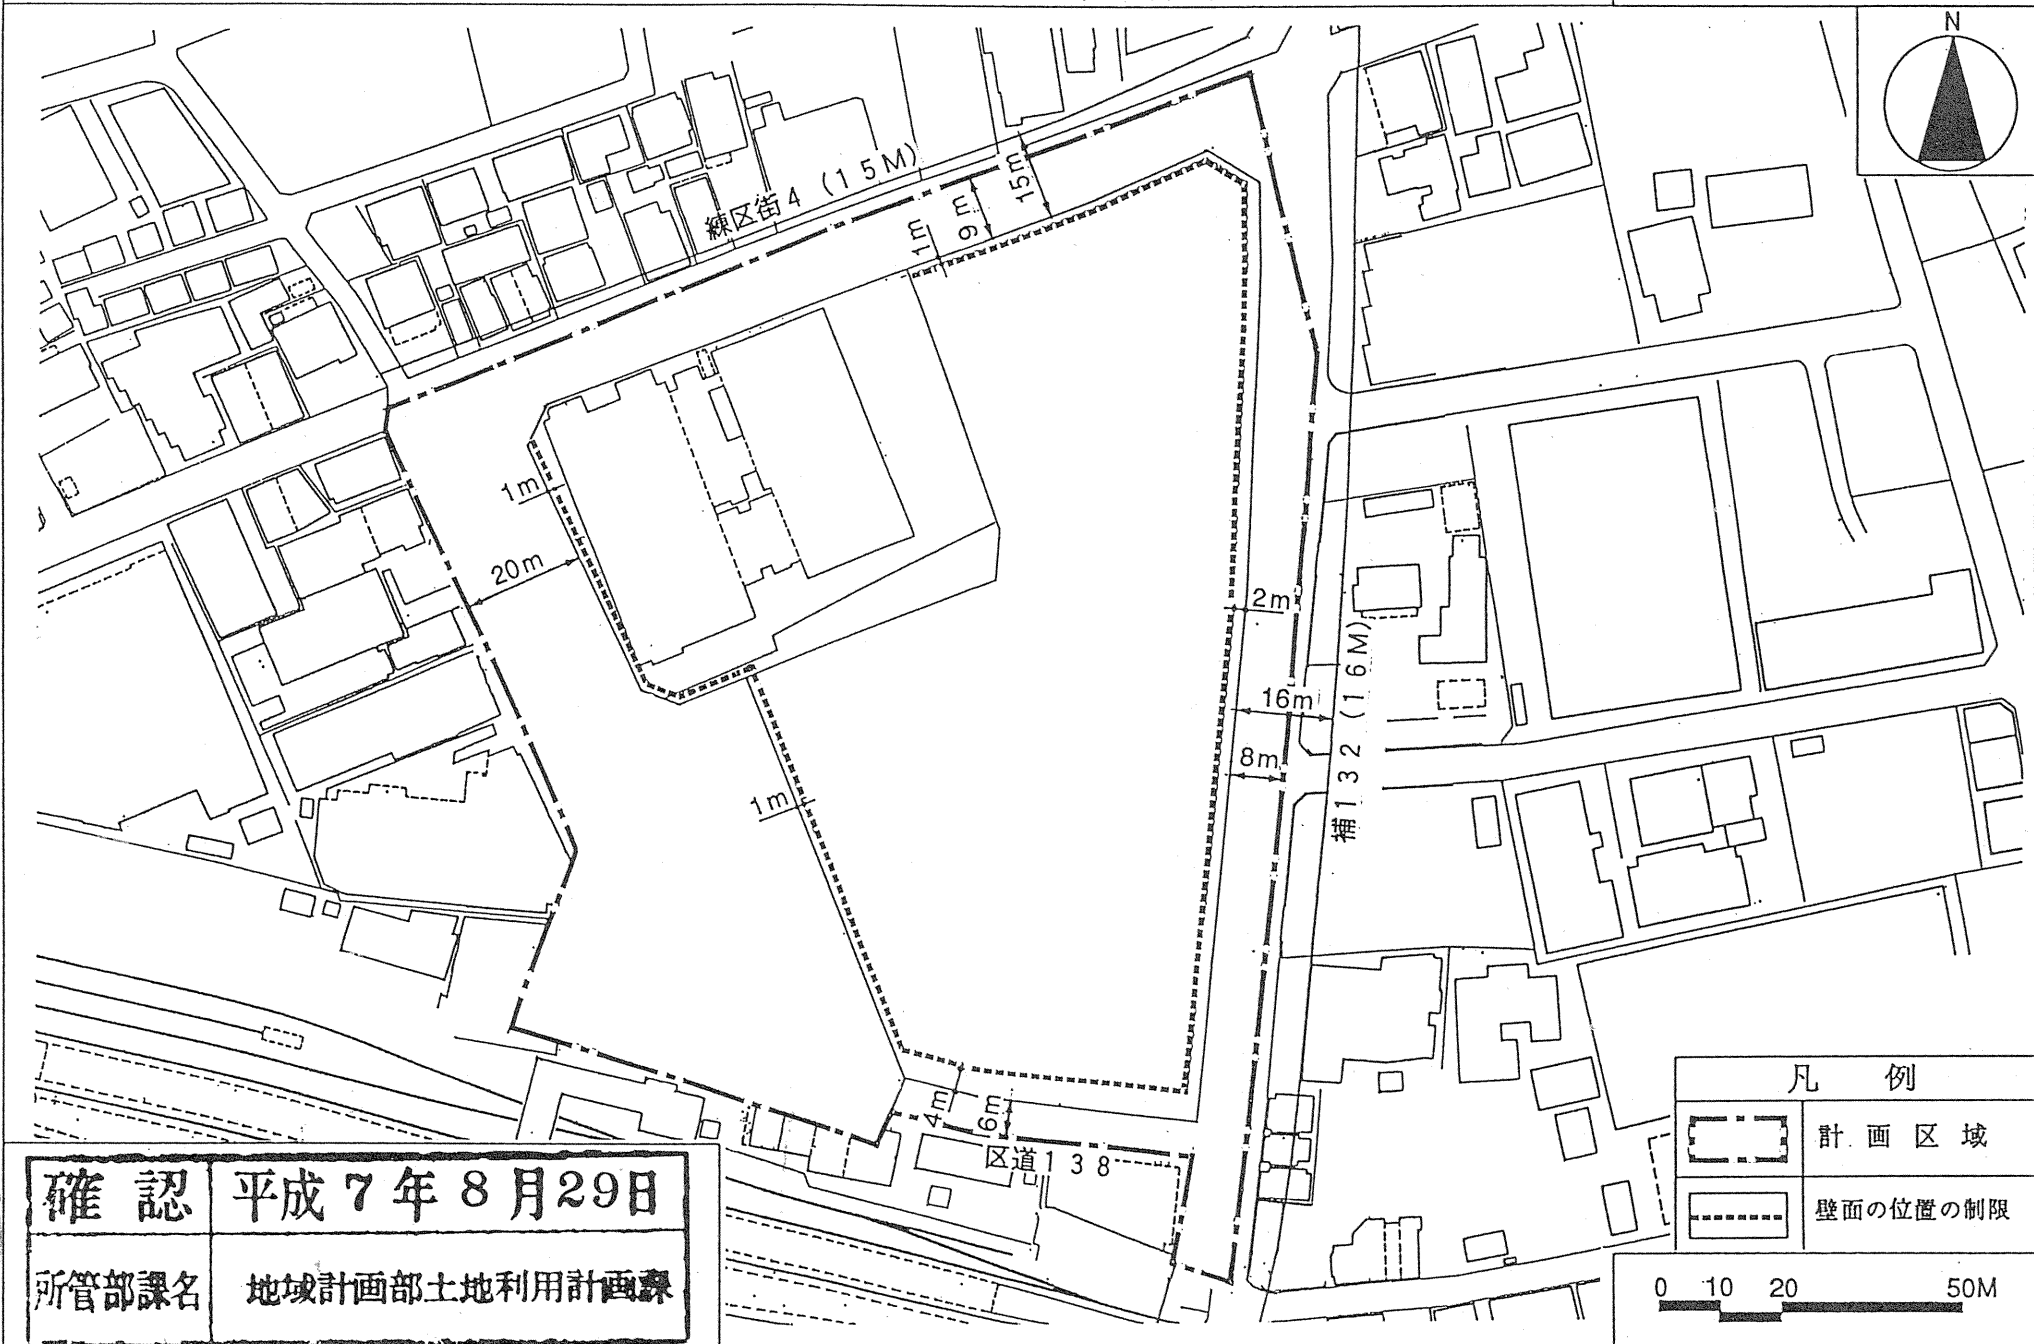 N
練区街4 (15M)
15m
9m
1m
1m
20m
2m
16m
8m
補132 (16M)
1m
4m
6m
区道138
凡 例
計画区域
壁面の位置の制限
0 10 20 50M
確認 平成7年8月29日
所管部課名 地域計画部土地利用計画課